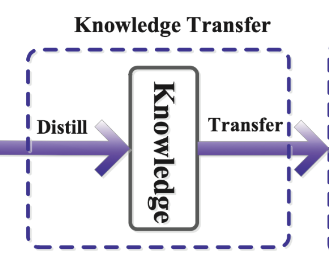 Knowledge Transfer
Distill
Knowledge
Transfer